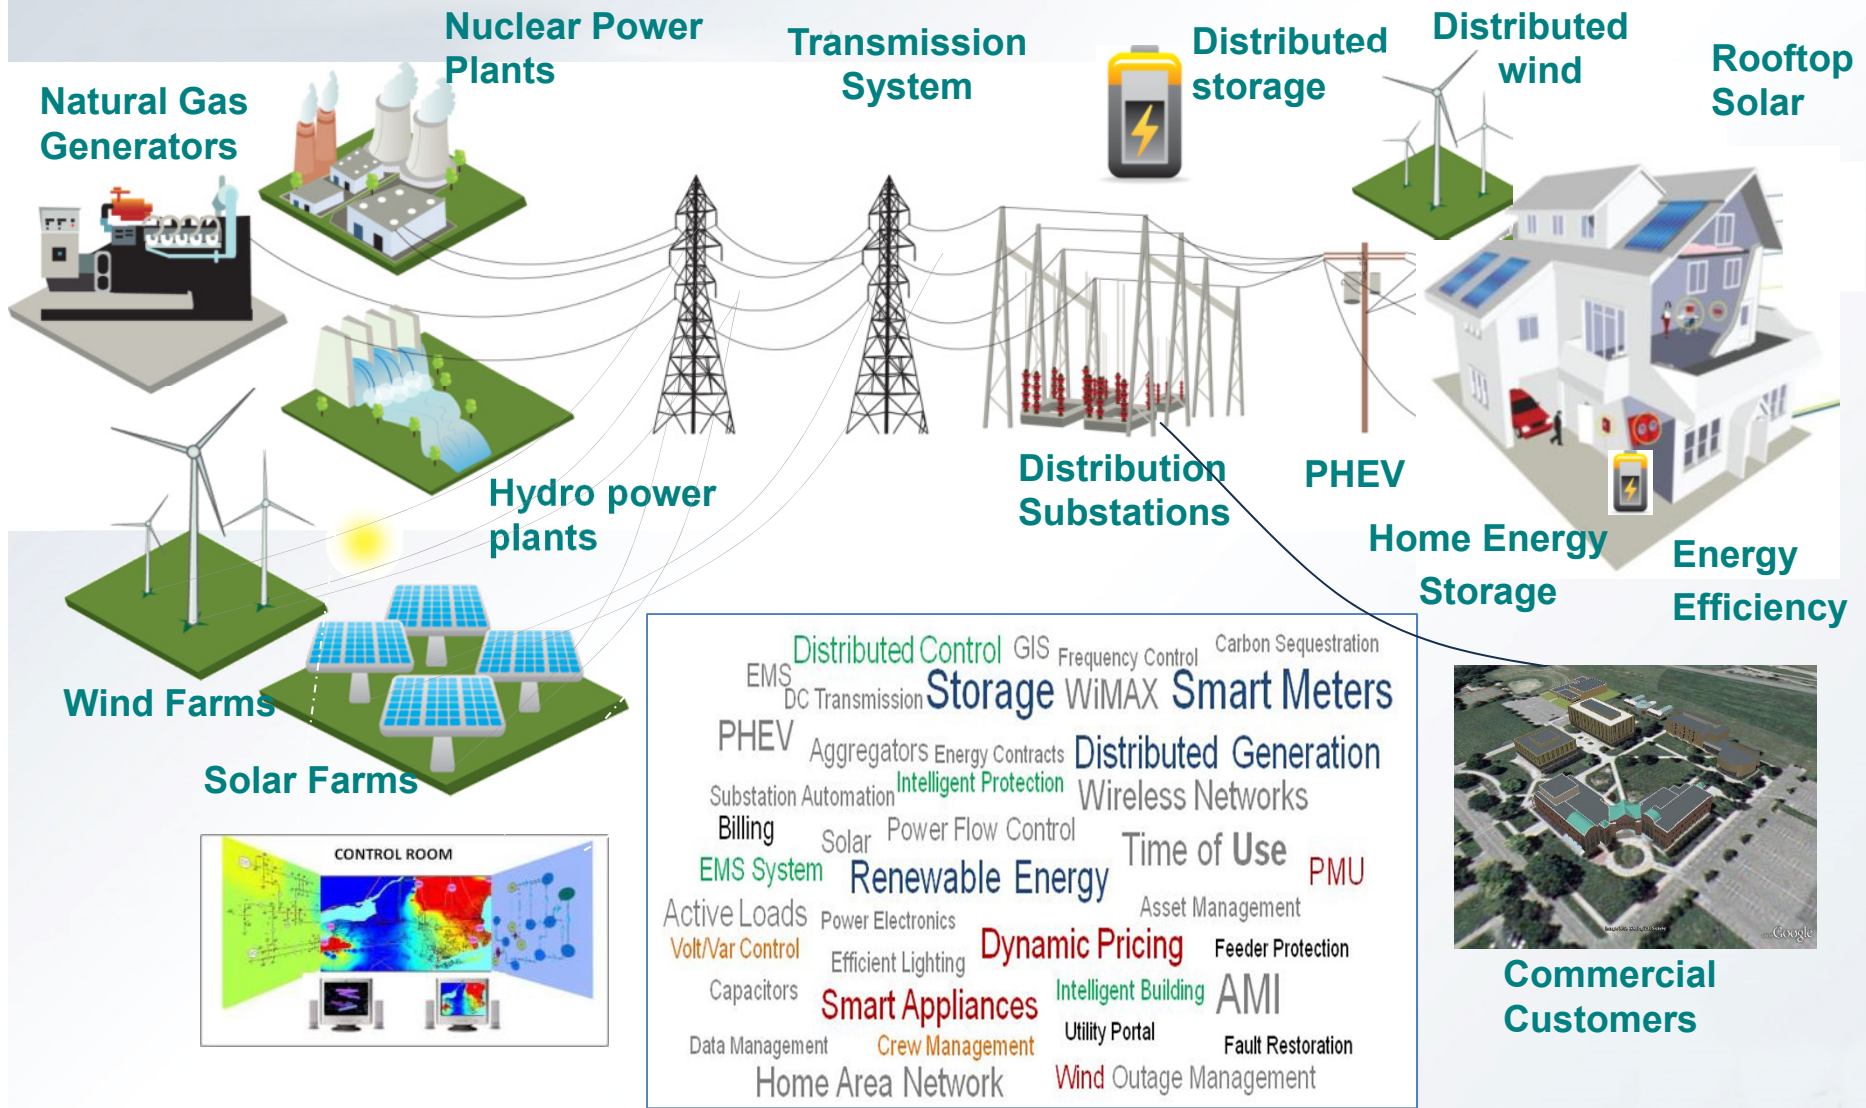 Nuclear Power
Plants
Transmission
System
Distributed
storage
Distributed
wind
Rooftop
Solar
Natural Gas
Generators
Hydro power
plants
Distribution
Substations
PHEV
Home Energy
Storage
Energy
Efficiency
Wind Farms
Solar Farms
CONTROL ROOM
Distributed Control GIS Frequency Control Carbon Sequestration
EMS
DC Transmission Storage WiMAX Smart Meters
PHEV Aggregators Energy Contracts Distributed Generation
Substation Automation Intelligent Protection Wireless Networks
Billing Solar Power Flow Control Time of Use
EMS System Renewable Energy PMU
Active Loads Power Electronics Asset Management
Volt/Var Control Efficient Lighting Dynamic Pricing Feeder Protection
Capacitors Smart Appliances Intelligent Building AMI
Utility Portal
Data Management Crew Management Fault Restoration
Home Area Network Wind Outage Management
Google
Commercial
Customers